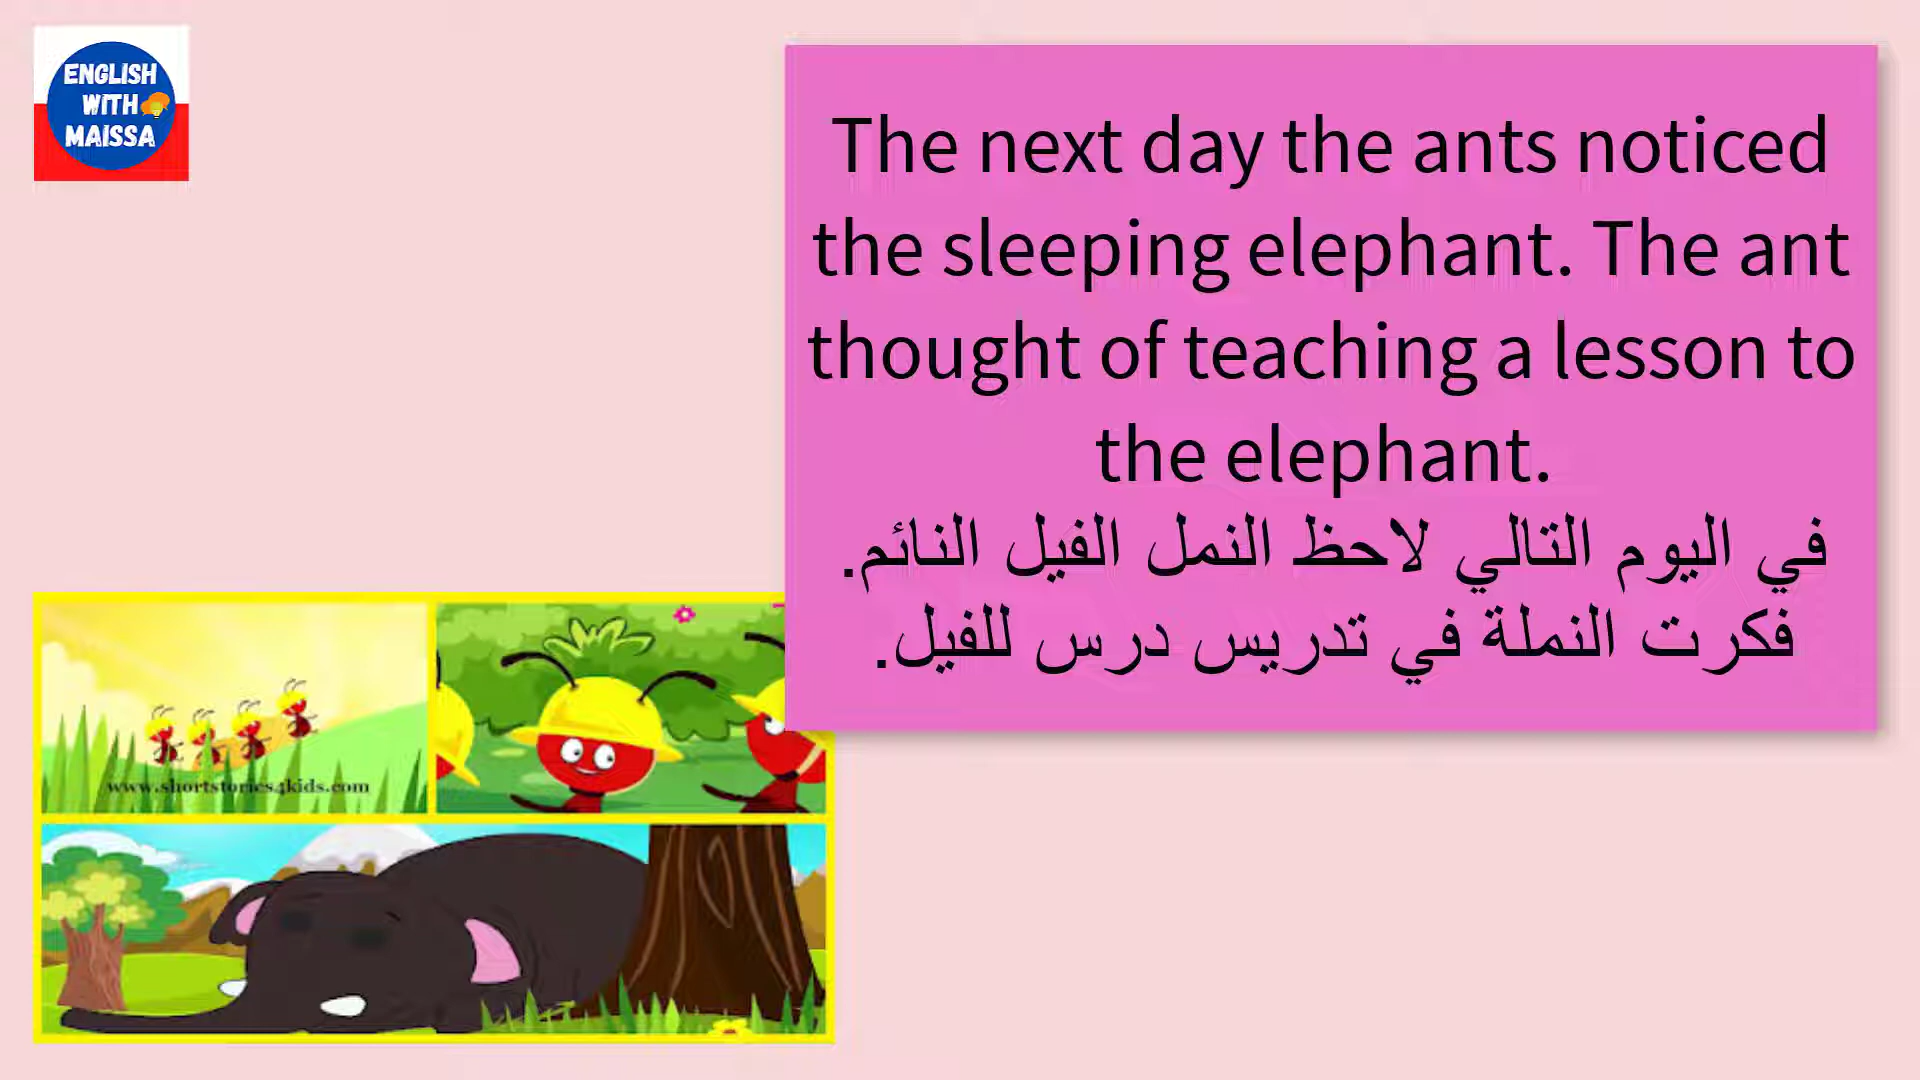 ENGLISH
WITH
MAISSA
The next day the ants noticed
the sleeping elephant. The ant
thought of teaching a lesson to
the elephant.
في اليوم التالي لاحظ النمل الفيل النائم.
فكرت النملة في تدريس درس للفيل.
www.shortstories4kids.com